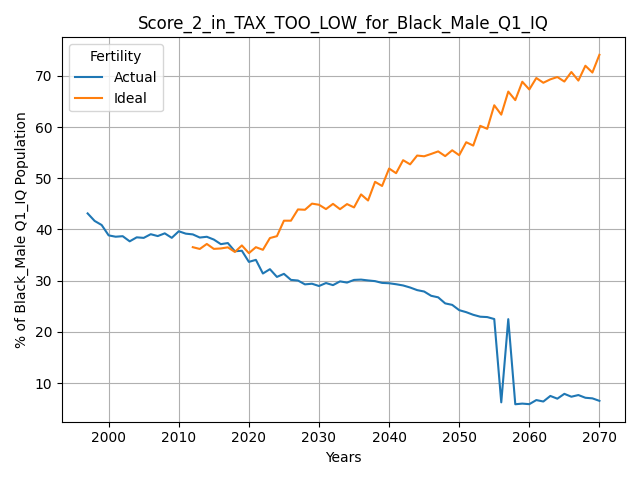 Score_2_in_TAX_TOO_LOW_for_Black_Male_Q1_IQ
Fertility
Actual
Ideal
% of Black_Male Q1_IQ Population
70
60
50
40
30
20
10
2000 2010 2020 2030 2040 2050 2060 2070
Years